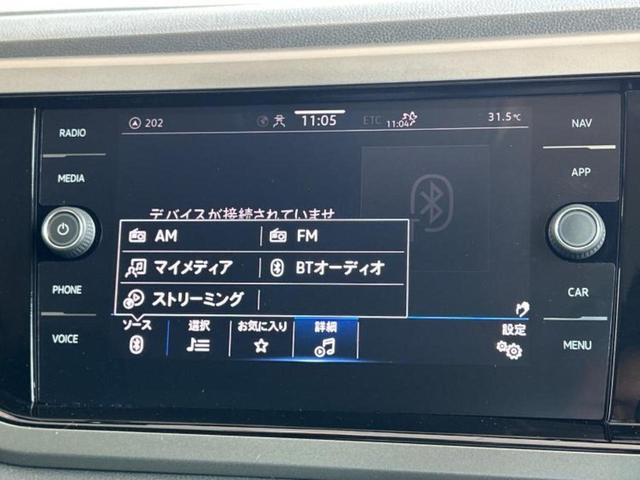 RADIO
MEDIA
PHONE
VOICE
202
11:05
ETC
11:04
31.5℃
デバイスが接続されていませ
AM
FM
マイメディア
BTオーディオ
ストリーミング
ソース
選択
お気に入り
詳細
設定
NAV
APP
CAR
MENU